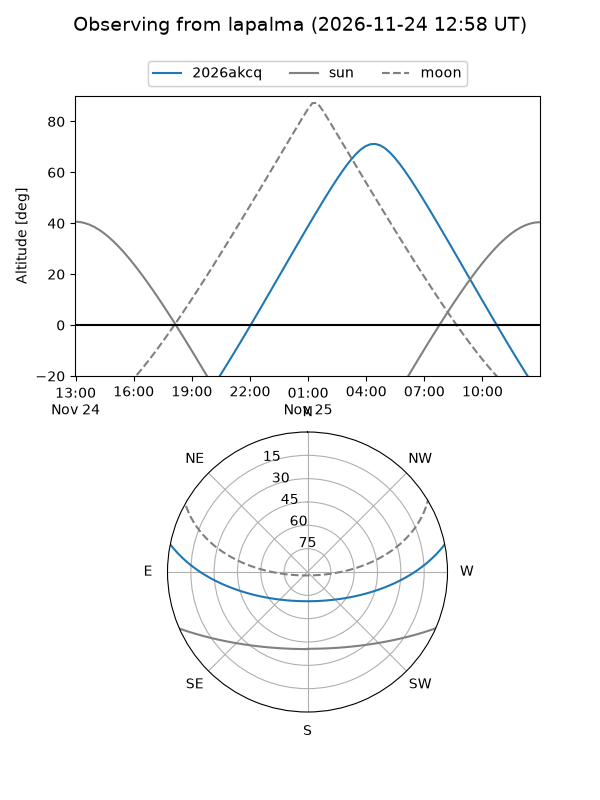 Observing from lapalma (2026-11-24 12:58 UT)
2026akcq sun moon
Altitude [deg]
80
60
40
20
0
−20
13:00 16:00 19:00 22:00 01:00 04:00 07:00 10:00
Nov 24 Nov 25
N
NE NW
15
30
45
60
75
E W
SE SW
S